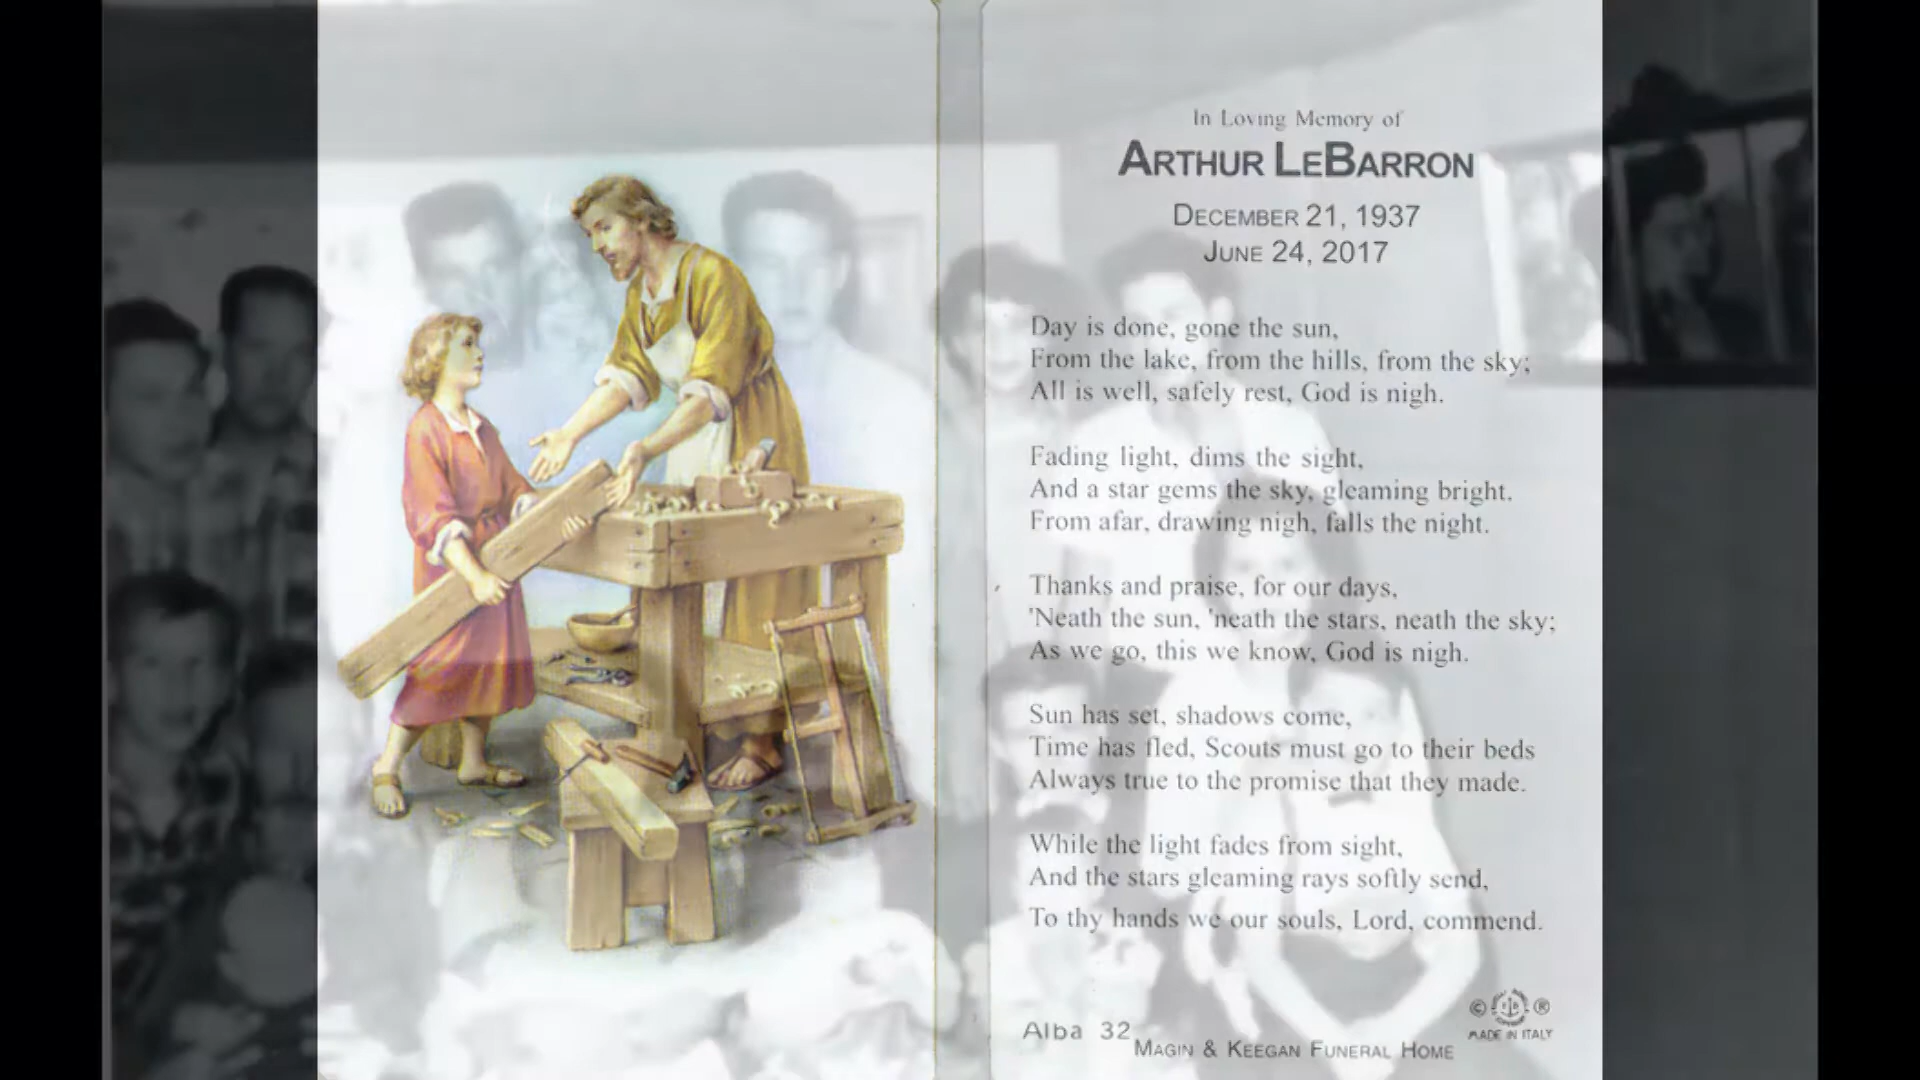 In Loving Memory of
ARTHUR LEBARRON
DECEMBER 21, 1937
JUNE 24, 2017
Day is done, gone the sun,
From the lake, from the hills, from the sky;
All is well, safely rest, God is nigh.
Fading light, dims the sight,
And a star gems the sky, gleaming bright.
From afar, drawing nigh, falls the night.
Thanks and praise, for our days,
'Neath the sun, 'neath the stars, neath the sky;
As we go, this we know, God is nigh.
Sun has set, shadows come,
Time has fled, Scouts must go to their beds
Always true to the promise that they made.
While the light fades from sight,
And the stars gleaming rays softly send,
To thy hands we our souls, Lord, commend.
© ®
MADE IN ITALY
Alba 32
MAGIN & KEEGAN FUNERAL HOME